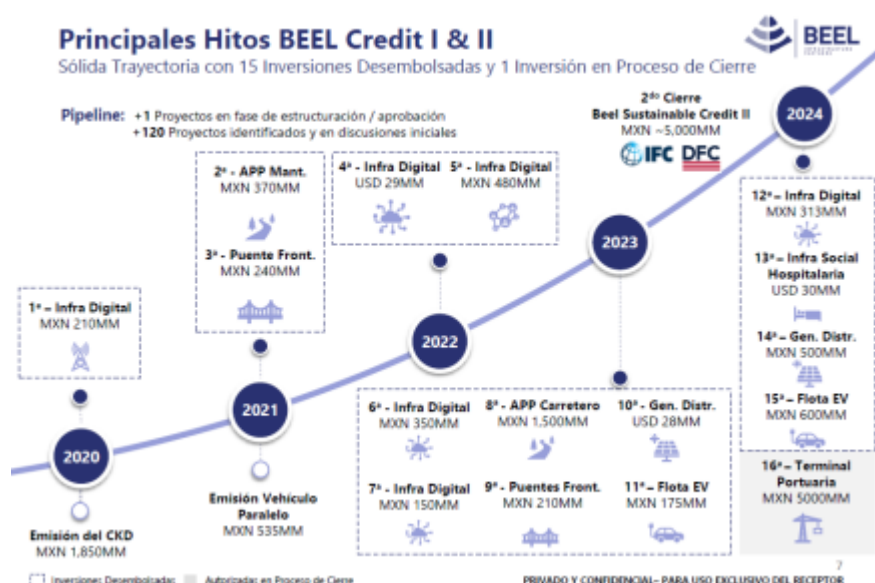 Principales Hitos BEEL Credit I & II
BEEL
Sólida Trayectoria con 15 Inversiones Desembolsadas y 1 Inversión en Proceso de Cierre
Pipeline: +1 Proyectos en fase de estructuración / aprobación
+120 Proyectos identificados y en discusiones iniciales
2do Cierre
Beel Sustainable Credit II
MXN ~5,000MM
IFC DFC
2024
2ª - APP Mant.
MXN 370MM
3ª - Puente Front.
MXN 240MM
4ª - Infra Digital
USD 29MM
5ª - Infra Digital
MXN 480MM
12ª – Infra Digital
MXN 313MM
13ª – Infra Social
Hospitalaria
USD 30MM
14ª – Gen. Distr.
MXN 500MM
15ª – Flota EV
MXN 600MM
16ª – Terminal
Portuaria
MXN 5000MM
2023
1ª – Infra Digital
MXN 210MM
2022
2021
2020
6ª - Infra Digital
MXN 350MM
8ª - APP Carretero
MXN 1,500MM
10ª - Gen. Distr.
USD 28MM
7ª - Infra Digital
MXN 150MM
9ª - Puentes Front.
MXN 210MM
11ª – Flota EV
MXN 175MM
Emisión Vehículo
Paralelo
MXN 535MM
Emisión del CKD
MXN 1,850MM
7
Inversiones Desembolsadas
Autorizadas en Proceso de Cierre
PRIVADO Y CONFIDENCIAL– PARA USO EXCLUSIVO DEL RECEPTOR